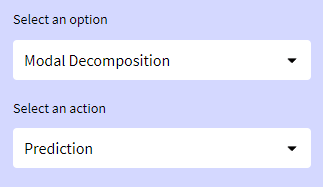 Select an option
Modal Decomposition
Select an action
Prediction